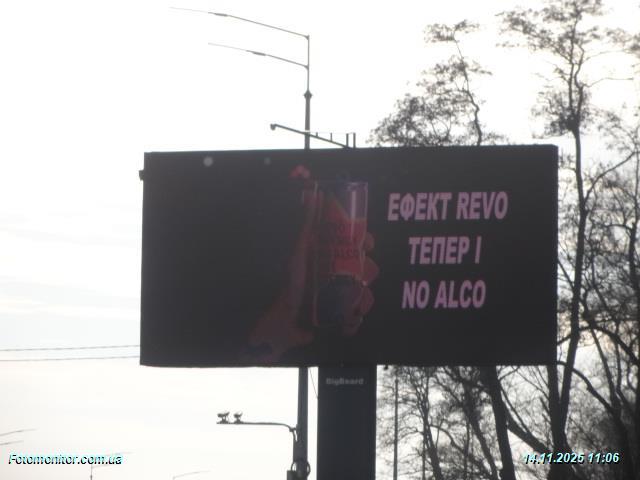 ЕФЕКТ REVO
ТЕПЕР І
NO ALCO
BigBoard
Fotomonitor.com.ua
14.11.2025 11:06